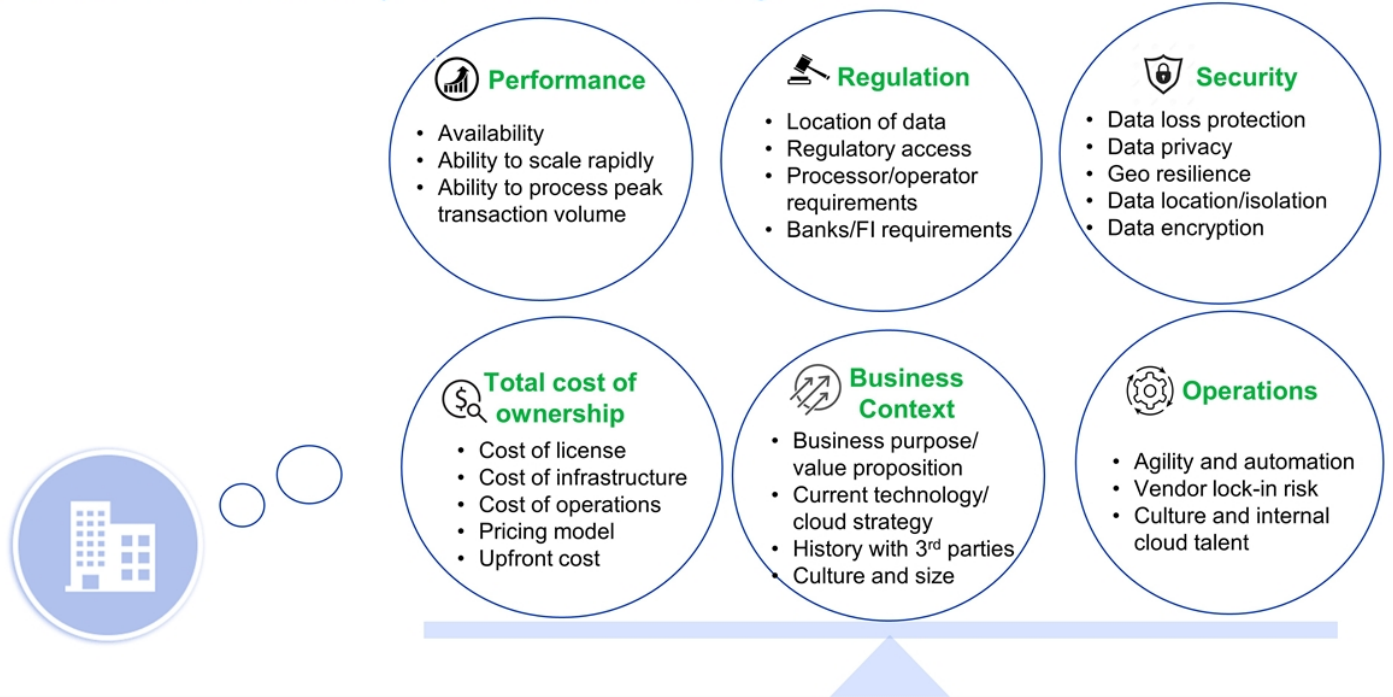 Performance
• Availability
• Ability to scale rapidly
• Ability to process peak
transaction volume
Regulation
• Location of data
• Regulatory access
• Processor/operator
requirements
• Banks/FI requirements
Security
• Data loss protection
• Data privacy
• Geo resilience
• Data location/isolation
• Data encryption
Total cost of
ownership
• Cost of license
• Cost of infrastructure
• Cost of operations
• Pricing model
• Upfront cost
Business
Context
• Business purpose/
value proposition
• Current technology/
cloud strategy
• History with 3rd parties
• Culture and size
Operations
• Agility and automation
• Vendor lock-in risk
• Culture and internal
cloud talent